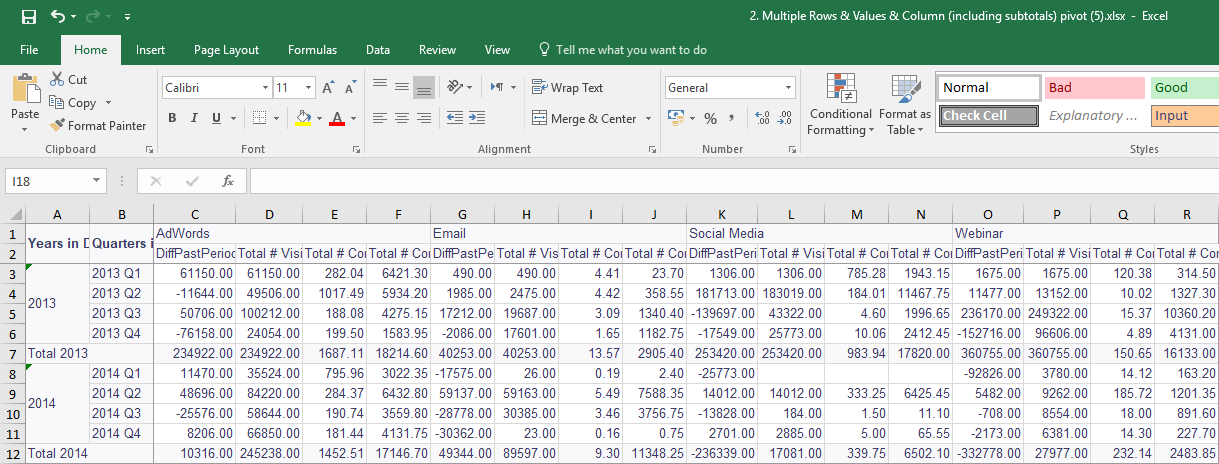 2. Multiple Rows & Values & Column (including subtotals) pivot (5).xlsx - Excel
File Home Insert Page Layout Formulas Data Review View Tell me what you want to do
Cut Calibri 11 A A Wrap Text General Normal Bad Good
Paste Copy Conditional Format as
Format Painter B I U A Merge & Center % , .0 .00 .00 .0 Formatting Table Check Cell Explanatory ... Input
Clipboard Font Alignment Number Styles
I18 fx
A B C D E F G H I J K L M N O P Q R
1 AdWords Email Social Media Webinar
Years in D Quarters i
2 DiffPastPeriod Total # Visi Total # Co Total # Co DiffPastPe Total # Vis Total # Co Total # Co DiffPastPeri Total # Visi Total # Co Total # Co DiffPastPeri Total # Visi Total # Co Total # Co
3 2013 Q1 61150.00 61150.00 282.04 6421.30 490.00 490.00 4.41 23.70 1306.00 1306.00 785.28 1943.15 1675.00 1675.00 120.38 314.50
4 2013 Q2 -11644.00 49506.00 1017.49 5934.20 1985.00 2475.00 4.42 358.55 181713.00 183019.00 184.01 11467.75 11477.00 13152.00 10.02 1327.30
2013
5 2013 Q3 50706.00 100212.00 188.08 4275.15 17212.00 19687.00 3.09 1340.40 -139697.00 43322.00 4.60 1996.65 236170.00 249322.00 15.37 10360.20
6 2013 Q4 -76158.00 24054.00 199.50 1583.95 -2086.00 17601.00 1.65 1182.75 -17549.00 25773.00 10.06 2412.45 -152716.00 96606.00 4.89 4131.00
7 Total 2013 234922.00 234922.00 1687.11 18214.60 40253.00 40253.00 13.57 2905.40 253420.00 253420.00 983.94 17820.00 360755.00 360755.00 150.65 16133.00
8 2014 Q1 11470.00 35524.00 795.96 3022.35 -17575.00 26.00 0.19 2.40 -25773.00 -92826.00 3780.00 14.12 163.20
9 2014 Q2 48696.00 84220.00 284.37 6432.80 59137.00 59163.00 5.49 7588.35 14012.00 14012.00 333.25 6425.45 5482.00 9262.00 185.72 1201.35
2014
10 2014 Q3 -25576.00 58644.00 190.74 3559.80 -28778.00 30385.00 3.46 3756.75 -13828.00 184.00 1.50 11.10 -708.00 8554.00 18.00 891.60
11 2014 Q4 8206.00 66850.00 181.44 4131.75 -30362.00 23.00 0.16 0.75 2701.00 2885.00 5.00 65.55 -2173.00 6381.00 14.30 227.70
12 Total 2014 10316.00 245238.00 1452.51 17146.70 49344.00 89597.00 9.30 11348.25 -236339.00 17081.00 339.75 6502.10 -332778.00 27977.00 232.14 2483.85